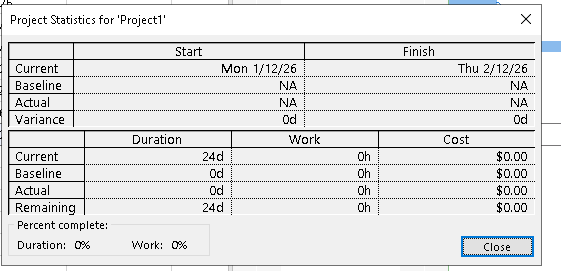 Project Statistics for 'Project1'
Start Finish
Current Mon 1/12/26 Thu 2/12/26
Baseline NA NA
Actual NA NA
Variance 0d 0d
Duration Work Cost
Current 24d 0h $0.00
Baseline 0d 0h $0.00
Actual 0d 0h $0.00
Remaining 24d 0h $0.00
Percent complete:
Duration: 0% Work: 0%
Close